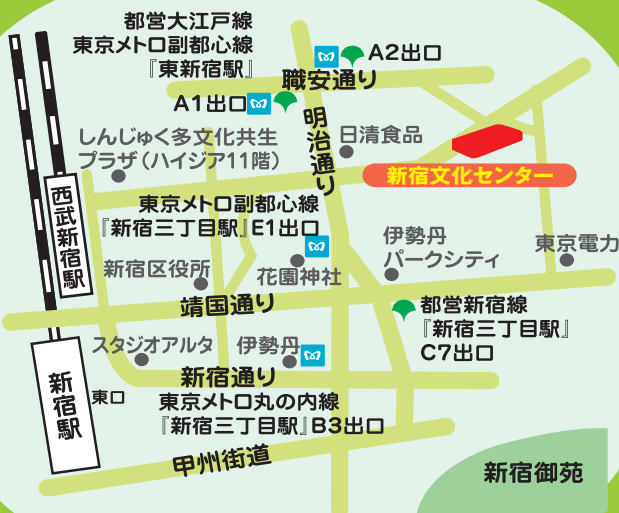 都営大江戸線
東京メトロ副都心線
『東新宿駅』
A2出口
職安通り
A1出口
明治通り
しんじゅく多文化共生
プラザ（ハイジア11階）
日清食品
新宿文化センター
西武新宿駅
東京メトロ副都心線
『新宿三丁目駅』E1出口
新宿区役所
花園神社
伊勢丹
パークシティ
東京電力
靖国通り
都営新宿線
『新宿三丁目駅』
C7出口
スタジオアルタ
伊勢丹
新宿通り
新宿駅
東口
東京メトロ丸の内線
『新宿三丁目駅』B3出口
甲州街道
新宿御苑